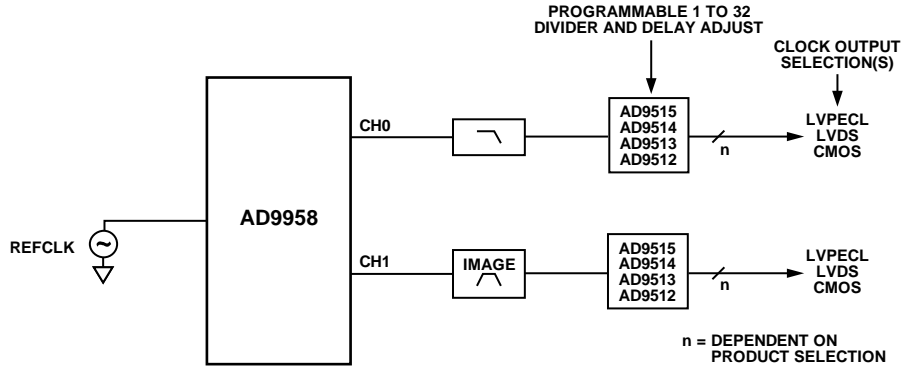 PROGRAMMABLE 1 TO 32
DIVIDER AND DELAY ADJUST
CLOCK OUTPUT
SELECTION(S)
CH0
AD9515
AD9514
AD9513
AD9512
n
LVPECL
LVDS
CMOS
AD9958
REFCLK
CH1
IMAGE
AD9515
AD9514
AD9513
AD9512
n
LVPECL
LVDS
CMOS
n = DEPENDENT ON
PRODUCT SELECTION